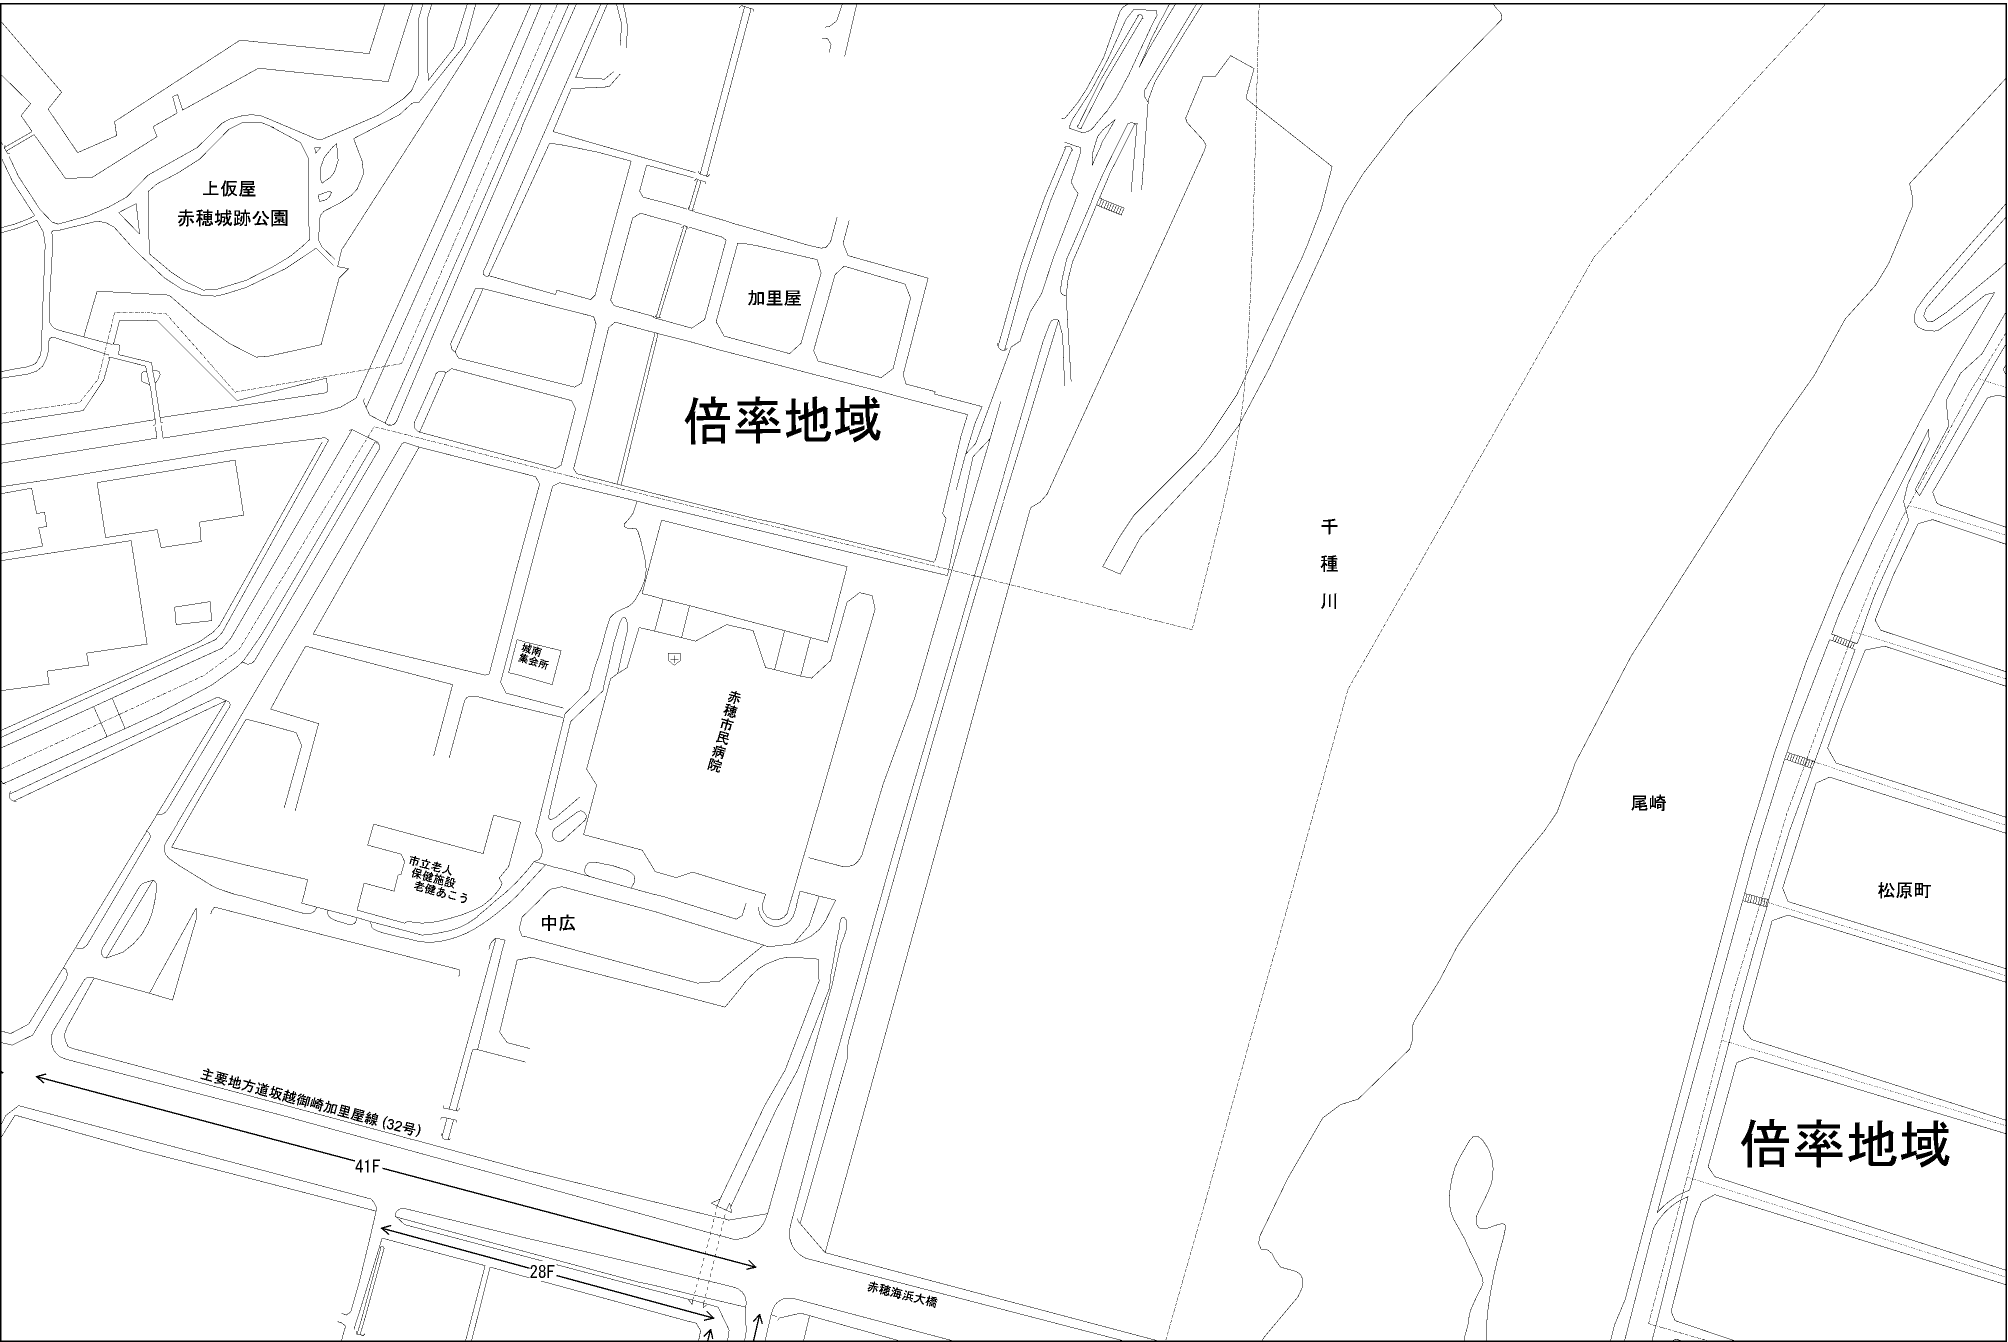 上仮屋
赤穂城跡公園
加里屋
倍率地域
千種川
城南
集会所
赤穂市民病院
尾崎
松原町
市立老人
保健施設
老健あこう
中広
主要地方道坂越御崎加里屋線(32号)
41F
倍率地域
28F
赤穂海浜大橋